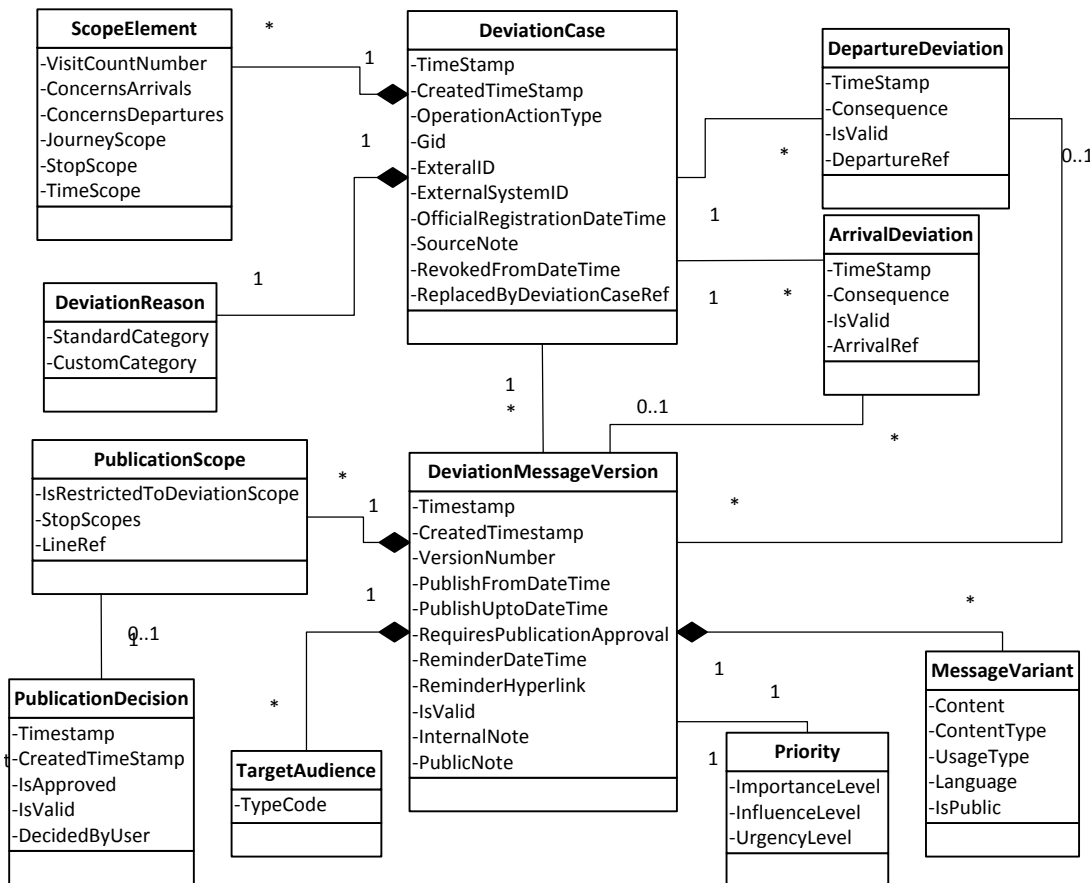 ScopeElement
-VisitCountNumber
-ConcernsArrivals
-ConcernsDepartures
-JourneyScope
-StopScope
-TimeScope
*
1
DeviationCase
-TimeStamp
-CreatedTimeStamp
-OperationActionType
-Gid
-ExteralID
-ExternalSystemID
-OfficialRegistrationDateTime
-SourceNote
-RevokedFromDateTime
-ReplacedByDeviationCaseRef
DepartureDeviation
-TimeStamp
-Consequence
-IsValid
-DepartureRef
1
*
0..1
1
ArrivalDeviation
-TimeStamp
-Consequence
-IsValid
-ArrivalRef
1
DeviationReason
-StandardCategory
-CustomCategory
1
*
1
*
0..1
*
PublicationScope
-IsRestrictedToDeviationScope
-StopScopes
-LineRef
*
1
DeviationMessageVersion
-Timestamp
-CreatedTimestamp
-VersionNumber
-PublishFromDateTime
-PublishUptoDateTime
-RequiresPublicationApproval
-ReminderDateTime
-ReminderHyperlink
-IsValid
-InternalNote
-PublicNote
*
1
*
0..1
1
PublicationDecision
-Timestamp
-CreatedTimeStamp
-IsApproved
-IsValid
-DecidedByUser
t
*
TargetAudience
-TypeCode
1
1
1
Priority
-ImportanceLevel
-InfluenceLevel
-UrgencyLevel
MessageVariant
-Content
-ContentType
-UsageType
-Language
-IsPublic